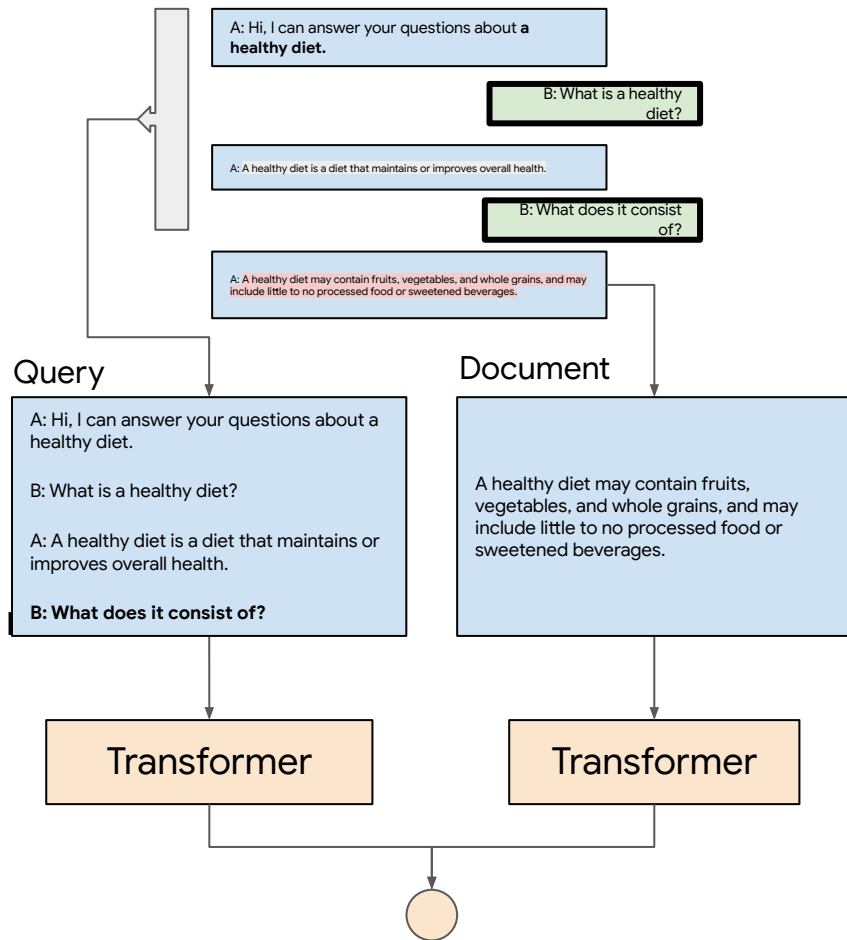 A: Hi, I can answer your questions about a
healthy diet.
B: What is a healthy
diet?
A: A healthy diet is a diet that maintains or improves overall health.
B: What does it consist
of?
A: A healthy diet may contain fruits, vegetables, and whole grains, and may
include little to no processed food or sweetened beverages.
Query
A: Hi, I can answer your questions about a
healthy diet.
B: What is a healthy diet?
A: A healthy diet is a diet that maintains or
improves overall health.
B: What does it consist of?
Document
A healthy diet may contain fruits,
vegetables, and whole grains, and may
include little to no processed food or
sweetened beverages.
Transformer
Transformer